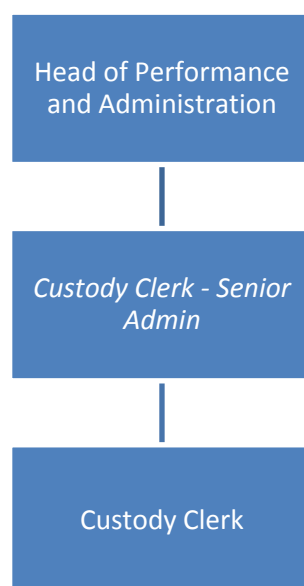 Head of Performance
and Administration
Custody Clerk - Senior
Admin
Custody Clerk